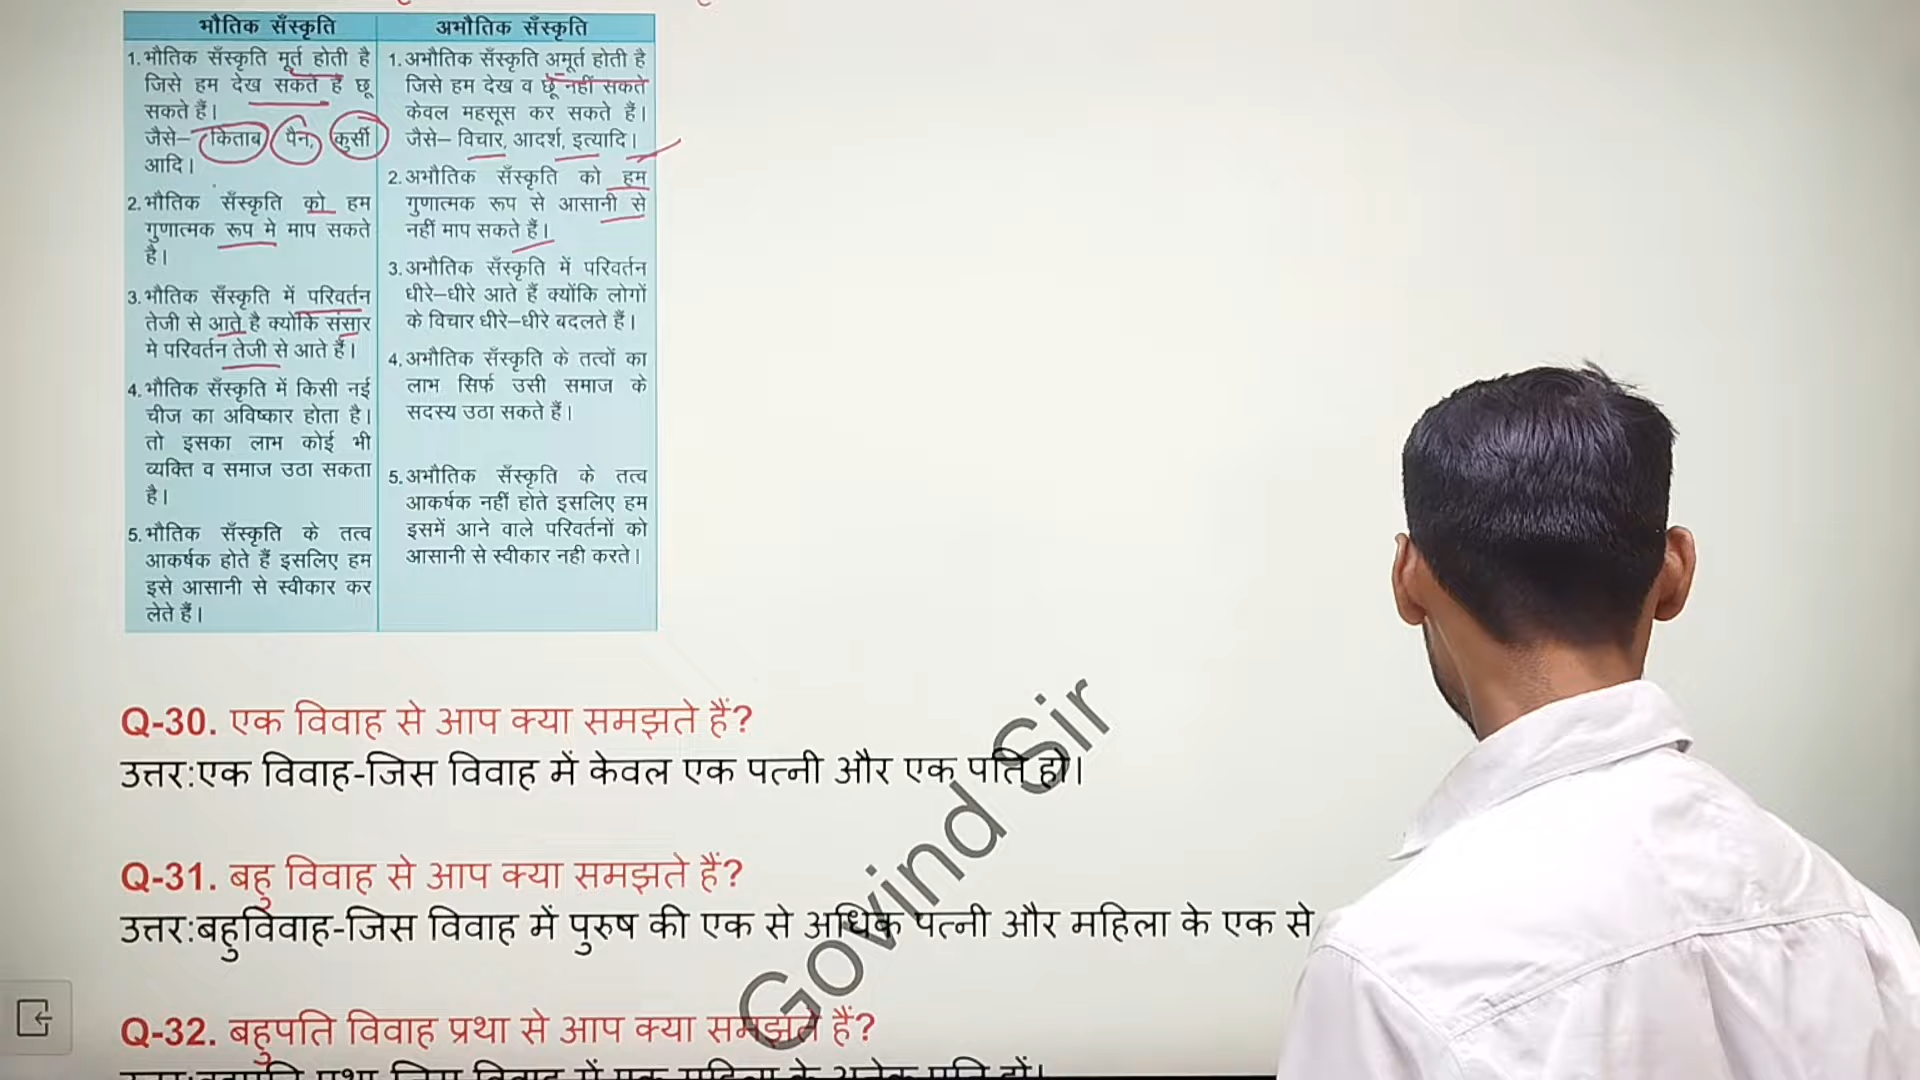 भौतिक सँस्कृति
1. भौतिक सँस्कृति मूर्त होती है
जिसे हम देख सकते हैं छू
सकते हैं।
जैसे– किताब पैन, कुर्सी
आदि।
2. भौतिक सँस्कृति को हम
गुणात्मक रूप मे माप सकते
है।
3. भौतिक सँस्कृति में परिवर्तन
तेजी से आते है क्योंकि संसार
मे परिवर्तन तेजी से आते हैं।
4. भौतिक सँस्कृति में किसी नई
चीज का अविष्कार होता है।
तो इसका लाभ कोई भी
व्यक्ति व समाज उठा सकता
है।
5. भौतिक सँस्कृति के तत्व
आकर्षक होते हैं इसलिए हम
इसे आसानी से स्वीकार कर
लेते हैं।
अभौतिक सँस्कृति
1. अभौतिक सँस्कृति अमूर्त होती है
जिसे हम देख व छू नहीं सकते
केवल महसूस कर सकते हैं।
जैसे– विचार, आदर्श, इत्यादि।
2. अभौतिक सँस्कृति को हम
गुणात्मक रूप से आसानी से
नहीं माप सकते हैं।
3. अभौतिक सँस्कृति में परिवर्तन
धीरे–धीरे आते हैं क्योंकि लोगों
के विचार धीरे–धीरे बदलते हैं।
4. अभौतिक सँस्कृति के तत्वों का
लाभ सिर्फ उसी समाज के
सदस्य उठा सकते हैं।
5. अभौतिक सँस्कृति के तत्व
आकर्षक नहीं होते इसलिए हम
इसमें आने वाले परिवर्तनों को
आसानी से स्वीकार नही करते।
Q-30. एक विवाह से आप क्या समझते हैं?
उत्तर:एक विवाह-जिस विवाह में केवल एक पत्नी और एक पति हो।
Q-31. बहु विवाह से आप क्या समझते हैं?
उत्तर:बहुविवाह-जिस विवाह में पुरुष की एक से अधिक पत्नी और महिला के एक से
Q-32. बहुपति विवाह प्रथा से आप क्या समझते हैं?
Govind Sir